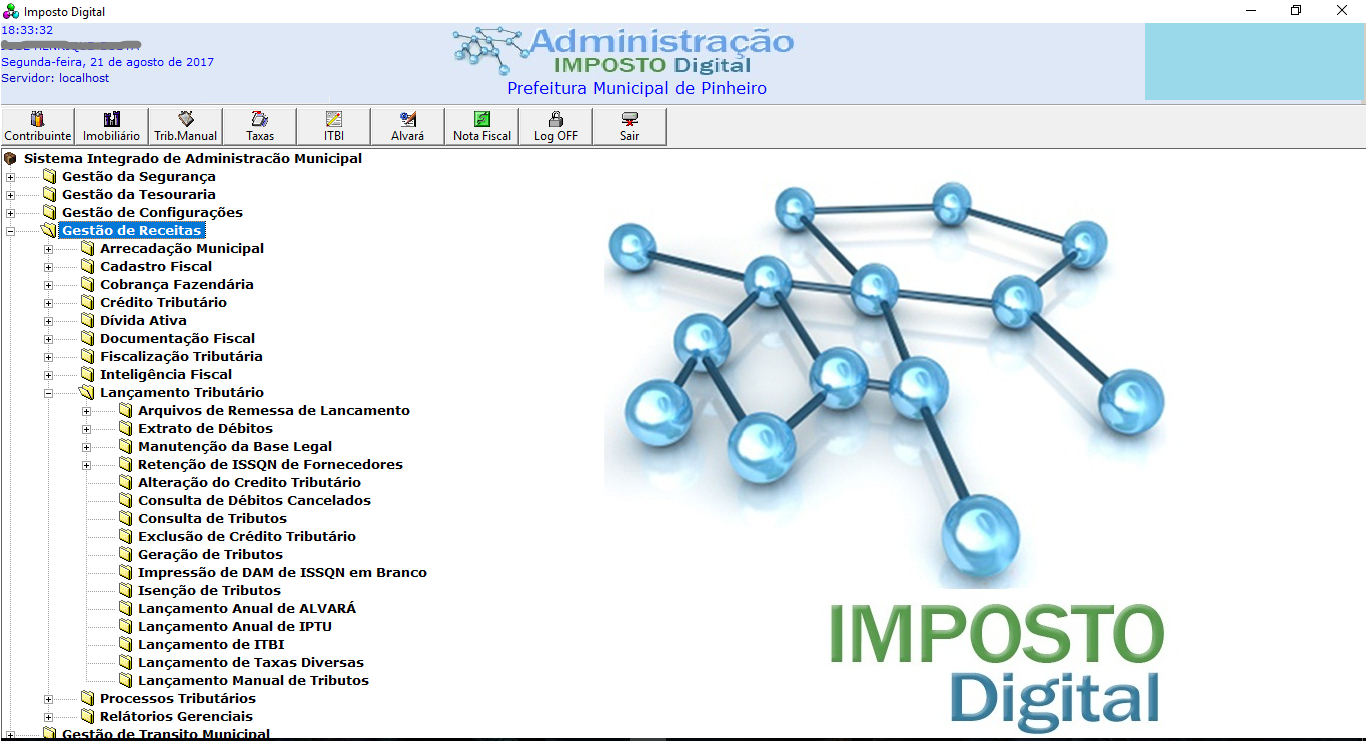 Imposto Digital
18:33:32
Segunda-feira, 21 de agosto de 2017
Servidor: localhost
Administração
IMPOSTO Digital
Prefeitura Municipal de Pinheiro
Contribuinte Imobiliário Trib.Manual Taxas ITBI Alvará Nota Fiscal Log OFF Sair
Sistema Integrado de Administracão Municipal
Gestão da Segurança
Gestão da Tesouraria
Gestão de Configurações
Gestão de Receitas
Arrecadação Municipal
Cadastro Fiscal
Cobrança Fazendária
Crédito Tributário
Dívida Ativa
Documentação Fiscal
Fiscalização Tributária
Inteligência Fiscal
Lançamento Tributário
Arquivos de Remessa de Lancamento
Extrato de Débitos
Manutenção da Base Legal
Retenção de ISSQN de Fornecedores
Alteração do Credito Tributário
Consulta de Débitos Cancelados
Consulta de Tributos
Exclusão de Crédito Tributário
Geração de Tributos
Impressão de DAM de ISSQN em Branco
Isenção de Tributos
Lançamento Anual de ALVARÁ
Lançamento Anual de IPTU
Lançamento de ITBI
Lançamento de Taxas Diversas
Lançamento Manual de Tributos
Processos Tributários
Relátorios Gerenciais
Gestão de Transito Municipal
IMPOSTO
Digital